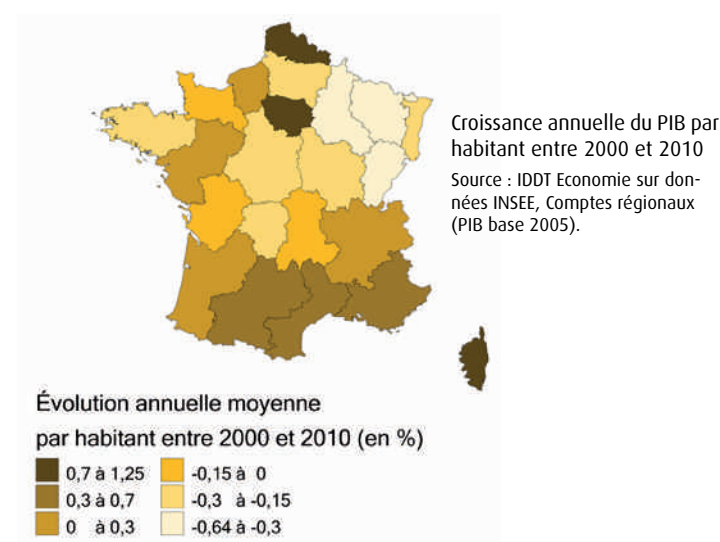 Croissance annuelle du PIB par
habitant entre 2000 et 2010
Source : IDDT Economie sur don-
nées INSEE, Comptes régionaux
(PIB base 2005).
Évolution annuelle moyenne
par habitant entre 2000 et 2010 (en %)
0,7 à 1,25
0,3 à 0,7
0 à 0,3
-0,15 à 0
-0,3 à -0,15
-0,64 à -0,3